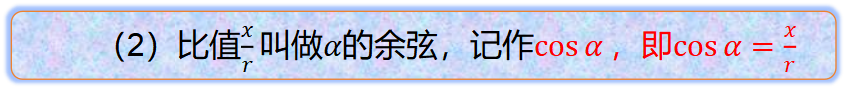 （2）比值x/r叫做α的余弦，记作cos α，即cos α = x/r